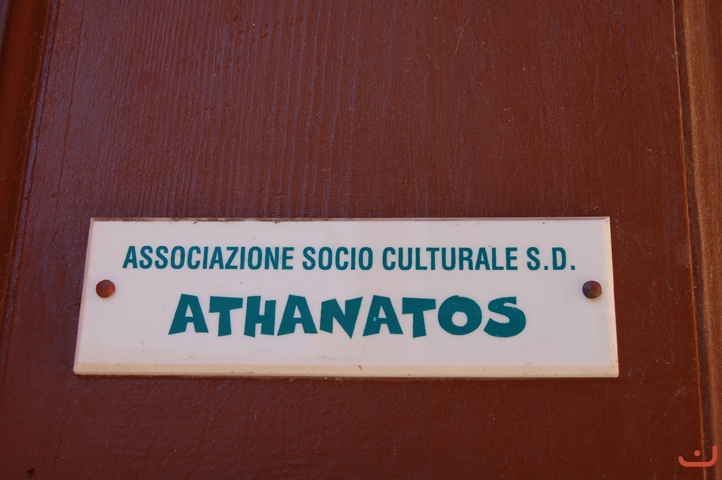 ASSOCIAZIONE SOCIO CULTURALE S.D.
ATHANATOS